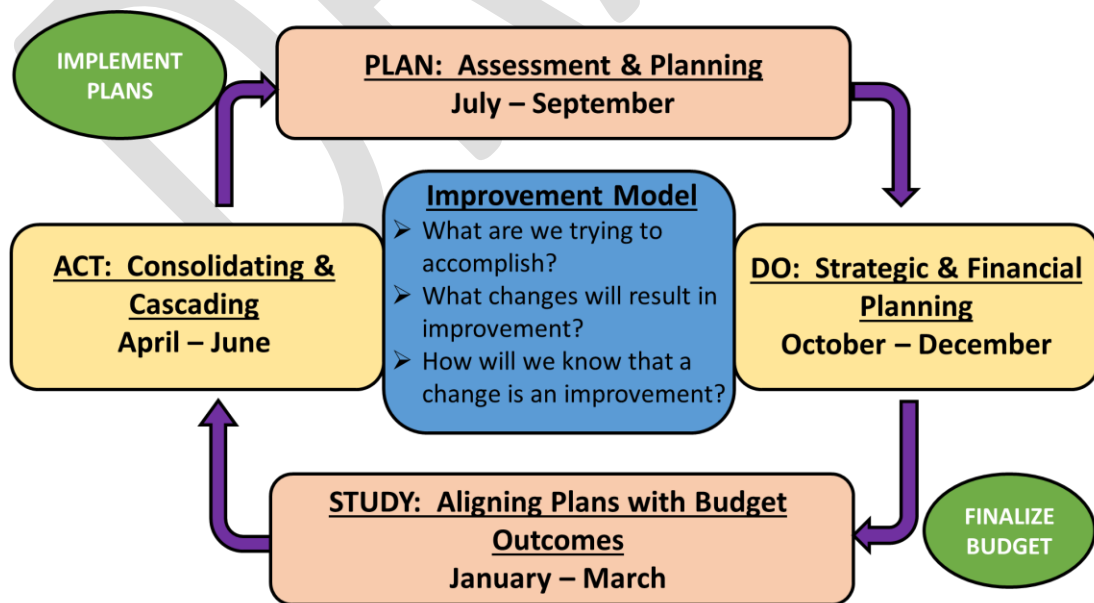 IMPLEMENT
PLANS
PLAN: Assessment & Planning
July – September
Improvement Model
➢ What are we trying to
accomplish?
➢ What changes will result in
improvement?
➢ How will we know that a
change is an improvement?
ACT: Consolidating &
Cascading
April – June
DO: Strategic & Financial
Planning
October – December
STUDY: Aligning Plans with Budget
Outcomes
January – March
FINALIZE
BUDGET